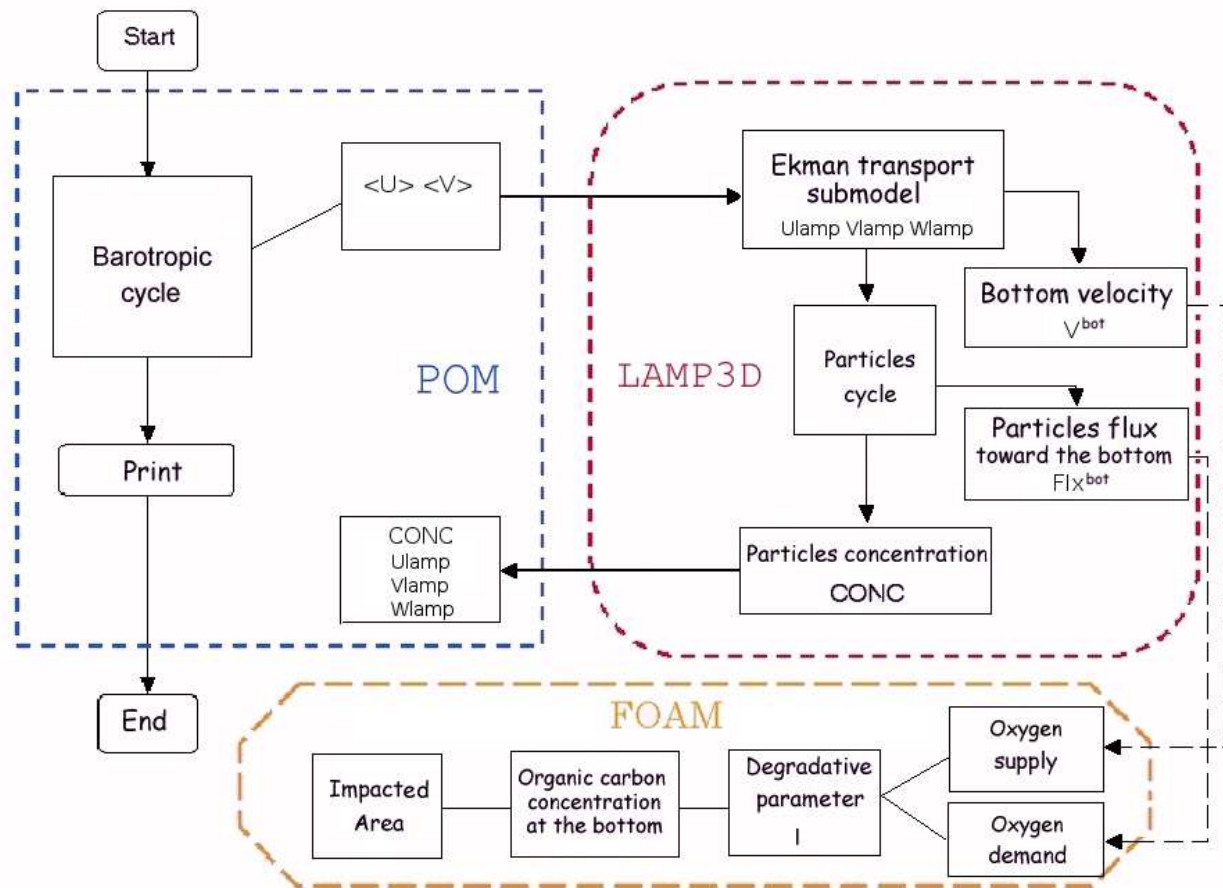 Start
Barotropic
cycle
<U> <V>
POM
Print
CONC
Ulamp
Vlamp
Wlamp
End
Ekman transport
submodel
Ulamp Vlamp Wlamp
Bottom velocity
V^bot
LAMP3D
Particles
cycle
Particles flux
toward the bottom
Flx^bot
Particles concentration
CONC
FOAM
Impacted
Area
Organic carbon
concentration
at the bottom
Degradative
parameter
I
Oxygen
supply
Oxygen
demand